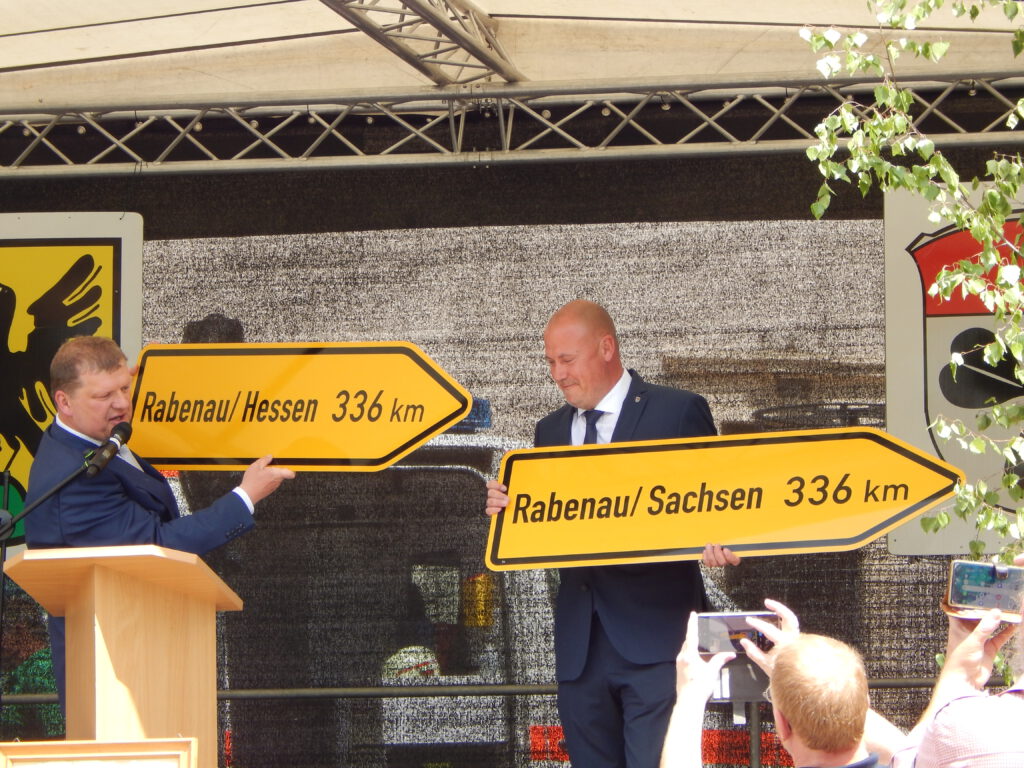 Rabenau/ Hessen 336 km
Rabenau/ Sachsen 336 km